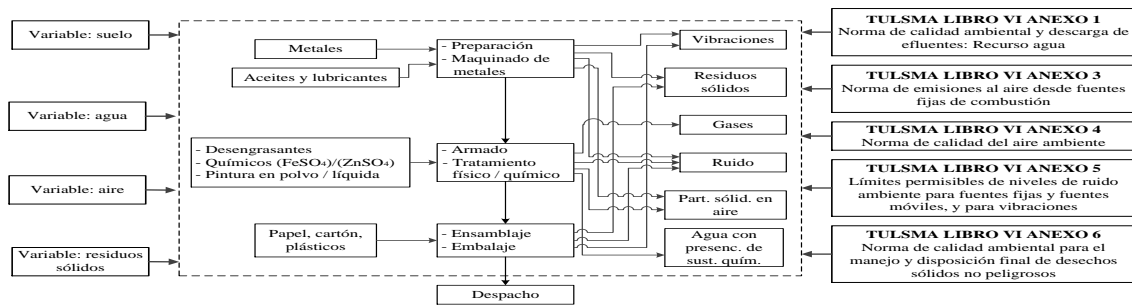 Variable: suelo
Variable: agua
Variable: aire
Variable: residuos
sólidos
Metales
Aceites y lubricantes
- Desengrasantes
- Químicos (FeSO₄)/(ZnSO₄)
- Pintura en polvo / líquida
Papel, cartón,
plásticos
- Preparación
- Maquinado de
metales
- Armado
- Tratamiento
físico / químico
- Ensamblaje
- Embalaje
Despacho
Vibraciones
Residuos
sólidos
Gases
Ruido
Part. sólid. en
aire
Agua con
presenc. de
sust. quím.
TULSMA LIBRO VI ANEXO 1
Norma de calidad ambiental y descarga de
efluentes: Recurso agua
TULSMA LIBRO VI ANEXO 3
Norma de emisiones al aire desde fuentes
fijas de combustión
TULSMA LIBRO VI ANEXO 4
Norma de calidad del aire ambiente
TULSMA LIBRO VI ANEXO 5
Límites permisibles de niveles de ruido
ambiente para fuentes fijas y fuentes
móviles, y para vibraciones
TULSMA LIBRO VI ANEXO 6
Norma de calidad ambiental para el
manejo y disposición final de desechos
sólidos no peligrosos